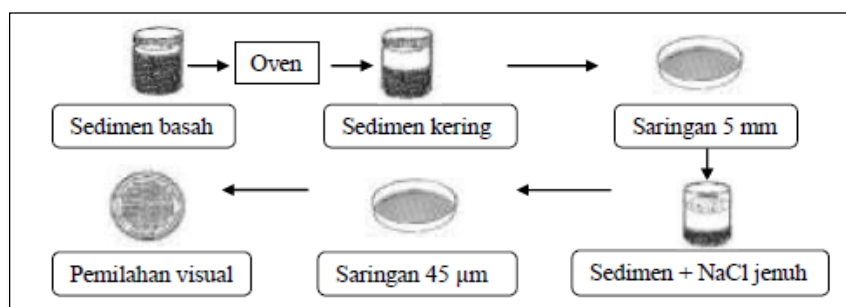 Oven
Sedimen basah
Sedimen kering
Saringan 5 mm
Sedimen + NaCl jenuh
Saringan 45 µm
Pemilahan visual